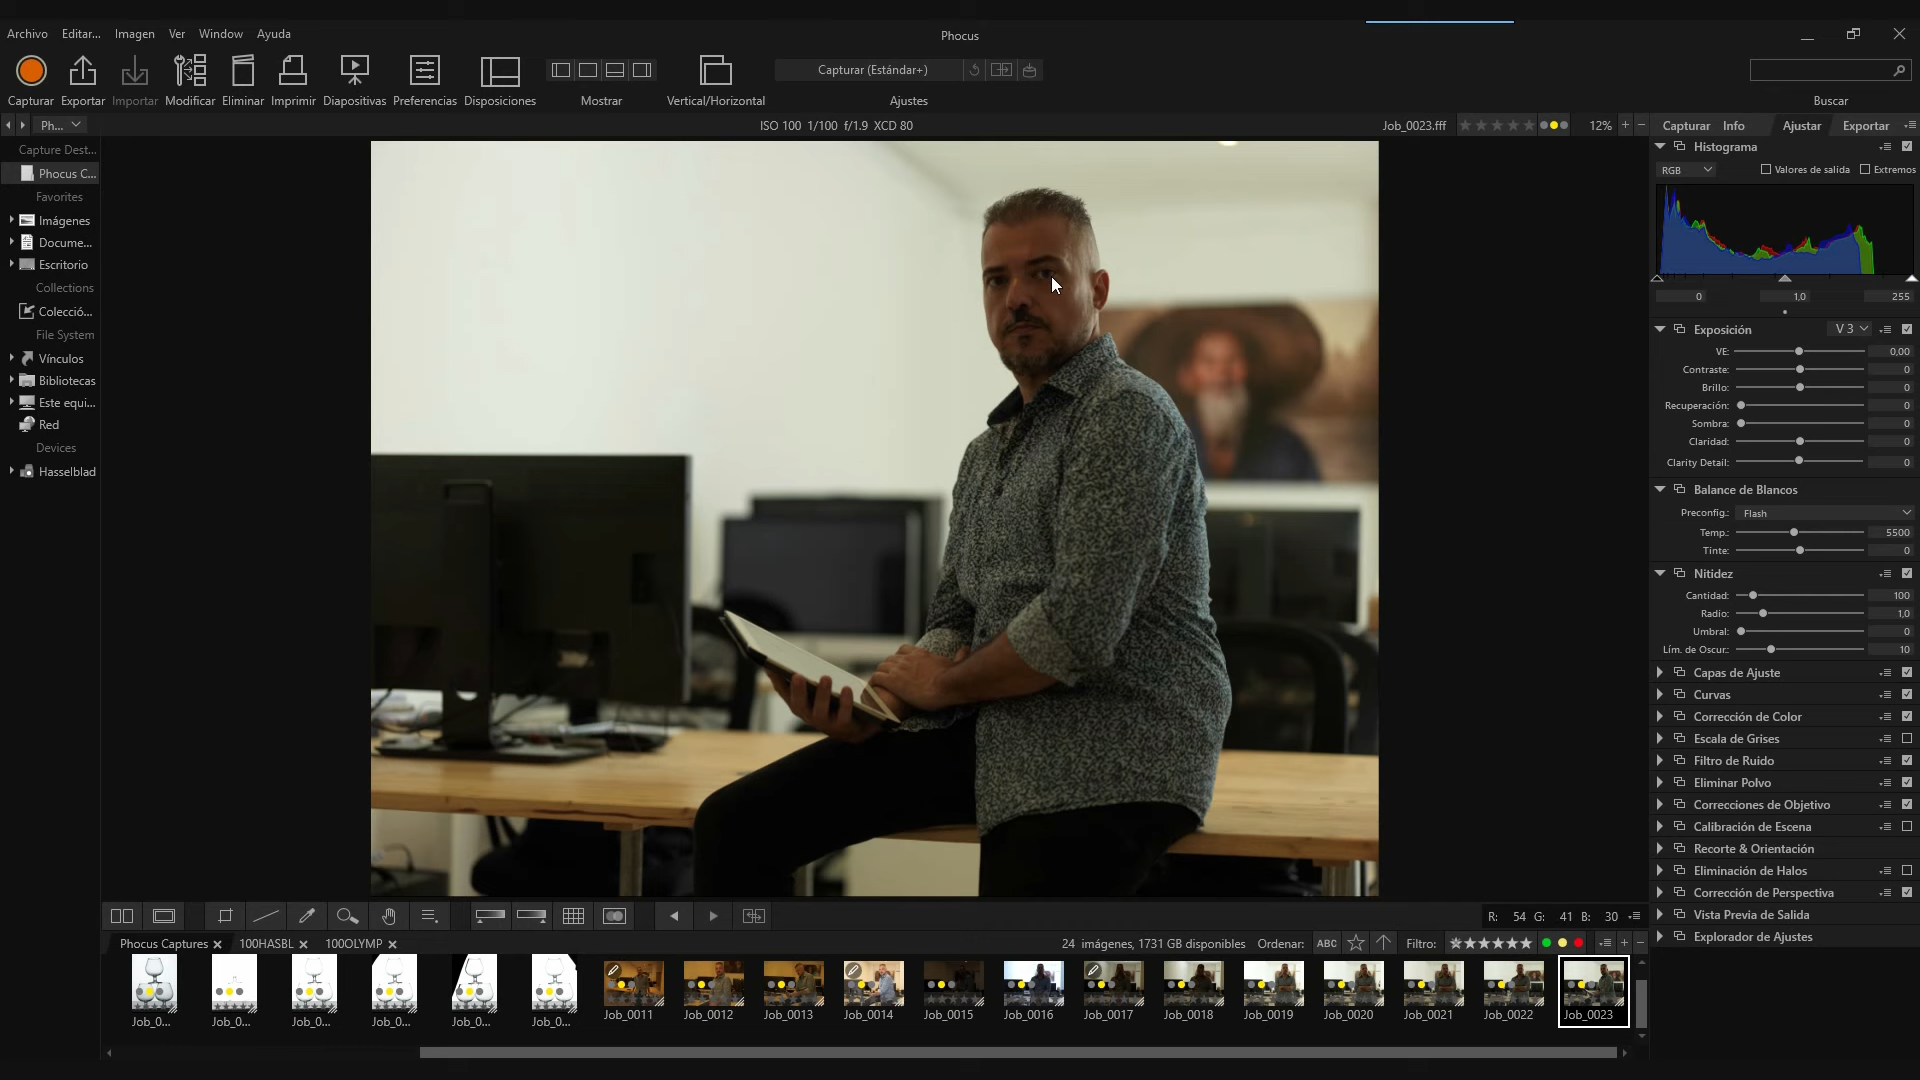 Archivo Editar... Imagen Ver Window Ayuda
Phocus
Capturar Exportar Importar Modificar Eliminar Imprimir Diapositivas Preferencias Disposiciones Mostrar Vertical/Horizontal
Capturar (Estándar+)
Ajustes
Buscar
Ph...
ISO 100 1/100 f/1.9 XCD 80
Job_0023.fff
12% + −
Capturar Info Ajustar Exportar
Capture Dest...
Phocus C...
Favorites
Imágenes
Docume...
Escritorio
Collections
Colecció...
File System
Vínculos
Bibliotecas
Este equi...
Red
Devices
Hasselblad
Histograma
RGB Valores de salida Extremos
0 1,0 255
Exposición V 3
VE: 0,00
Contraste: 0
Brillo: 0
Recuperación: 0
Sombra: 0
Claridad: 0
Clarity Detail: 0
Balance de Blancos
Preconfig.: Flash
Temp.: 5500
Tinte: 0
Nitidez
Cantidad: 100
Radio: 1,0
Umbral: 0
Lím. de Oscur.: 10
Capas de Ajuste
Curvas
Corrección de Color
Escala de Grises
Filtro de Ruido
Eliminar Polvo
Correcciones de Objetivo
Calibración de Escena
Recorte & Orientación
Eliminación de Halos
Corrección de Perspectiva
Vista Previa de Salida
Explorador de Ajustes
R: 54 G: 41 B: 30
Phocus Captures 100HASBL 100OLYMP
24 imágenes, 1731 GB disponibles Ordenar: ABC Filtro: + −
Job_0... Job_0... Job_0... Job_0... Job_0... Job_0... Job_0011 Job_0012 Job_0013 Job_0014 Job_0015 Job_0016 Job_0017 Job_0018 Job_0019 Job_0020 Job_0021 Job_0022 Job_0023